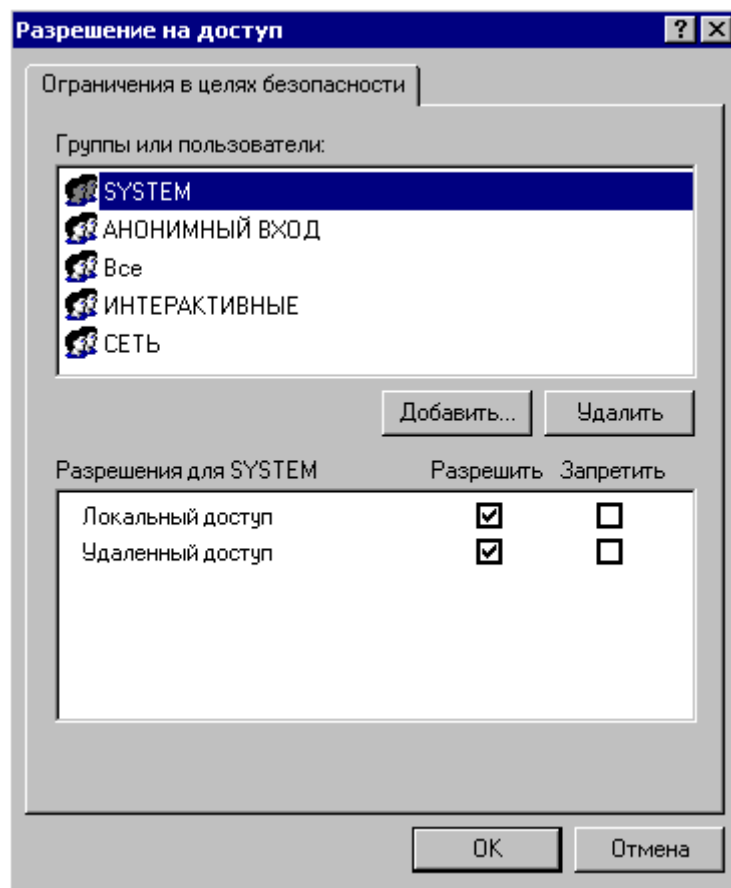 Разрешение на доступ
Ограничения в целях безопасности
Группы или пользователи:
SYSTEM
АНОНИМНЫЙ ВХОД
Все
ИНТЕРАКТИВНЫЕ
СЕТЬ
Добавить... Удалить
Разрешения для SYSTEM Разрешить Запретить
Локальный доступ
Удаленный доступ
OK Отмена